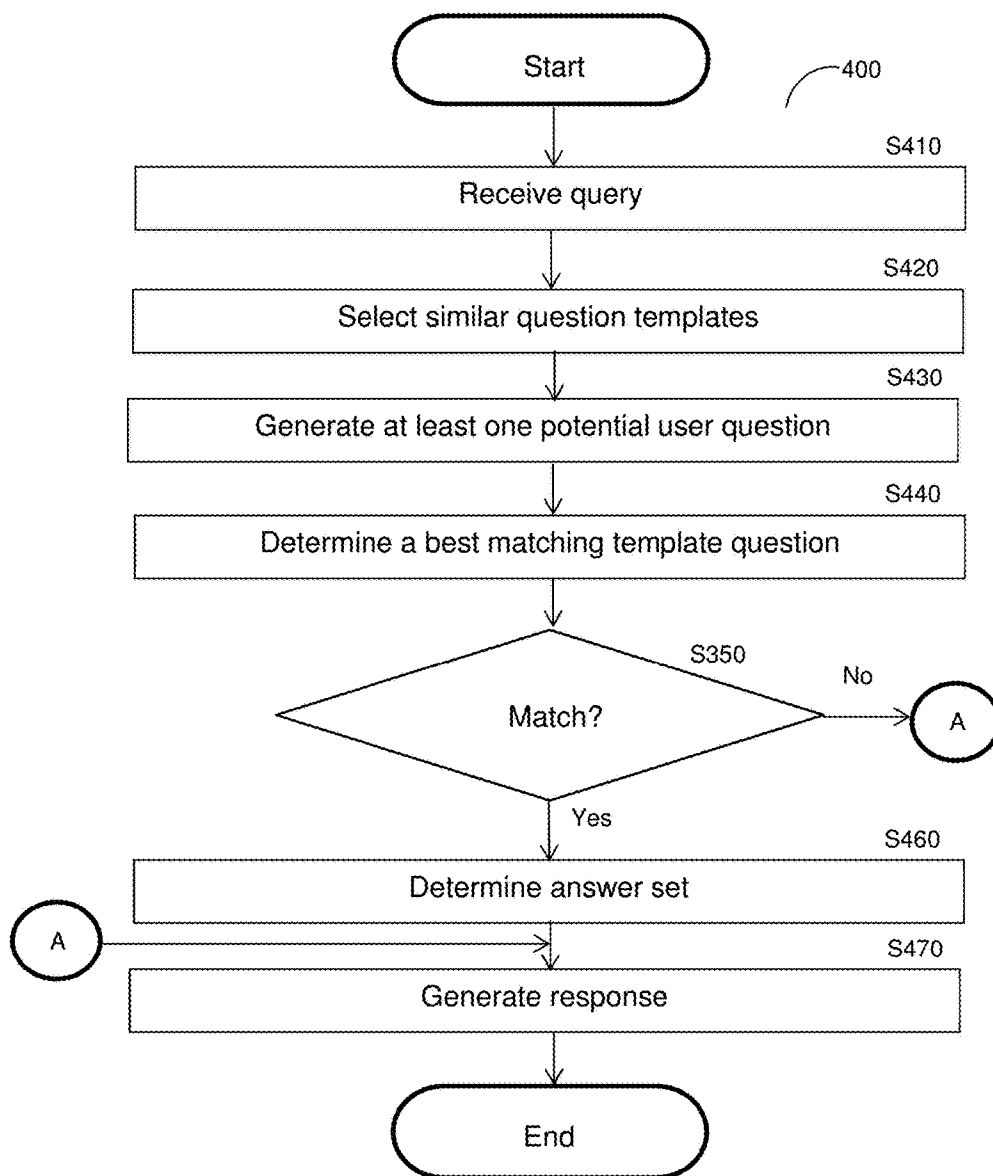 Start
400
S410
Receive query
S420
Select similar question templates
S430
Generate at least one potential user question
S440
Determine a best matching template question
S350
Match?
No
A
Yes
S460
Determine answer set
A
S470
Generate response
End